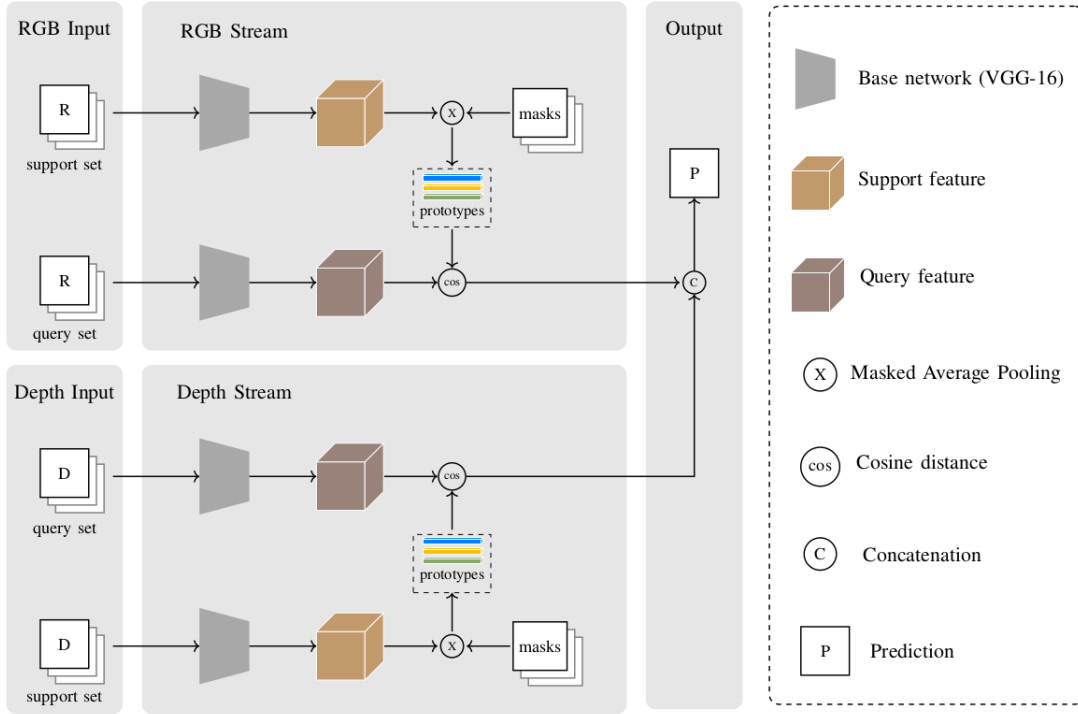 RGB Input
RGB Stream
Output
R
support set
X
masks
prototypes
R
query set
cos
C
P
Depth Input
Depth Stream
D
query set
cos
prototypes
D
support set
X
masks
Base network (VGG-16)
Support feature
Query feature
X Masked Average Pooling
cos Cosine distance
C Concatenation
P Prediction